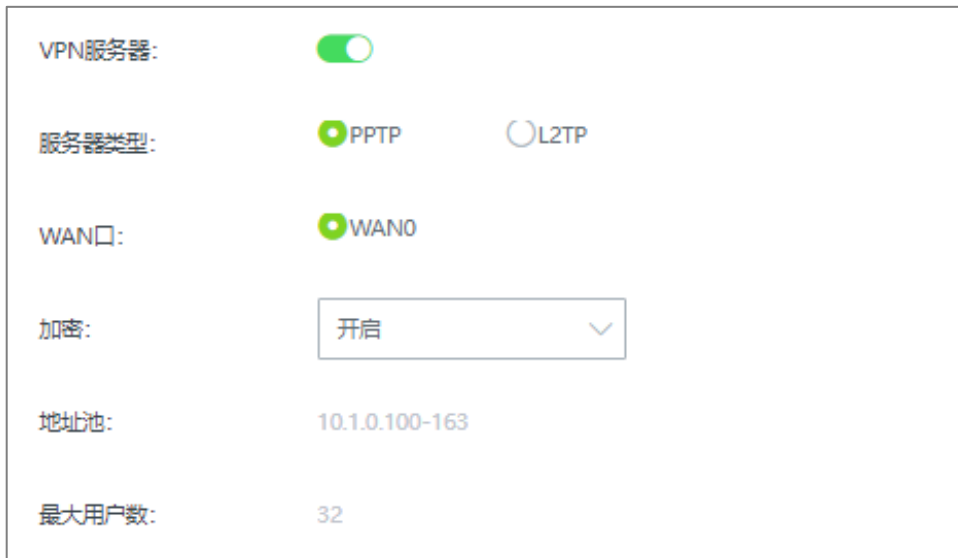 VPN服务器:
服务器类型: PPTP L2TP
WAN口: WAN0
加密: 开启
地址池: 10.1.0.100-163
最大用户数: 32